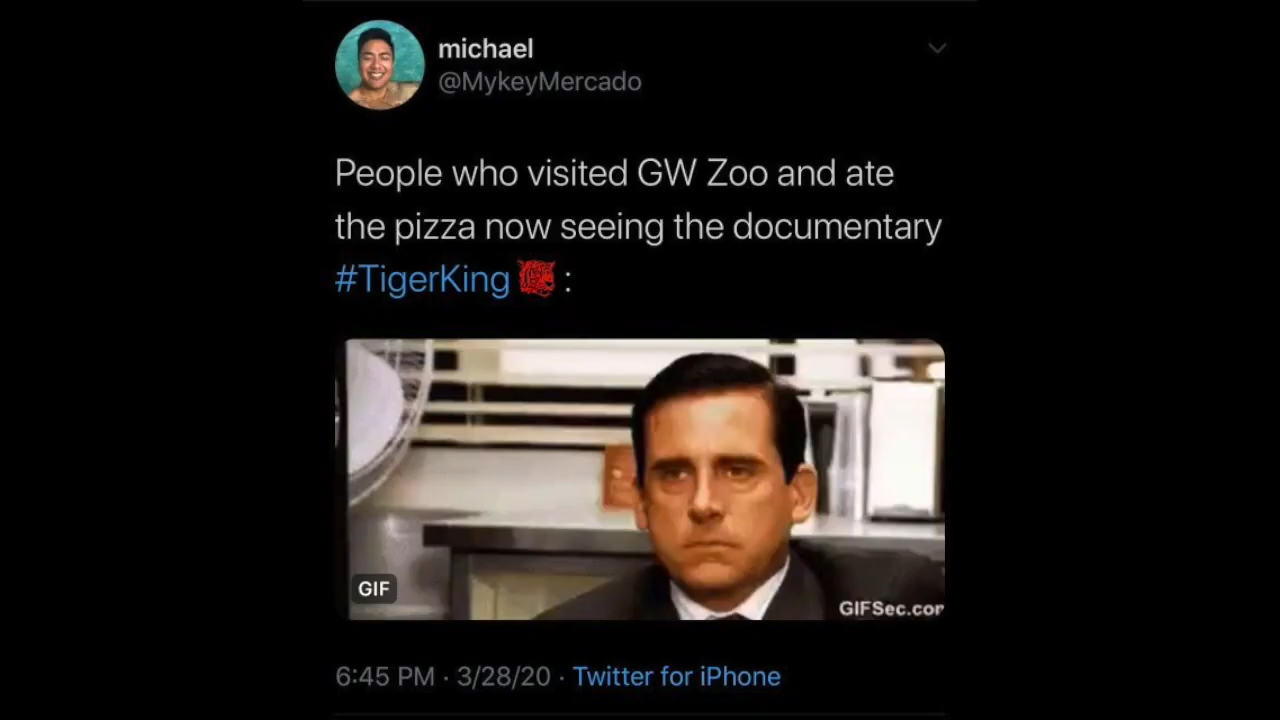 michael
@MykeyMercado
People who visited GW Zoo and ate
the pizza now seeing the documentary
#TigerKing :
GIF
GIFSec.com
6:45 PM · 3/28/20 · Twitter for iPhone